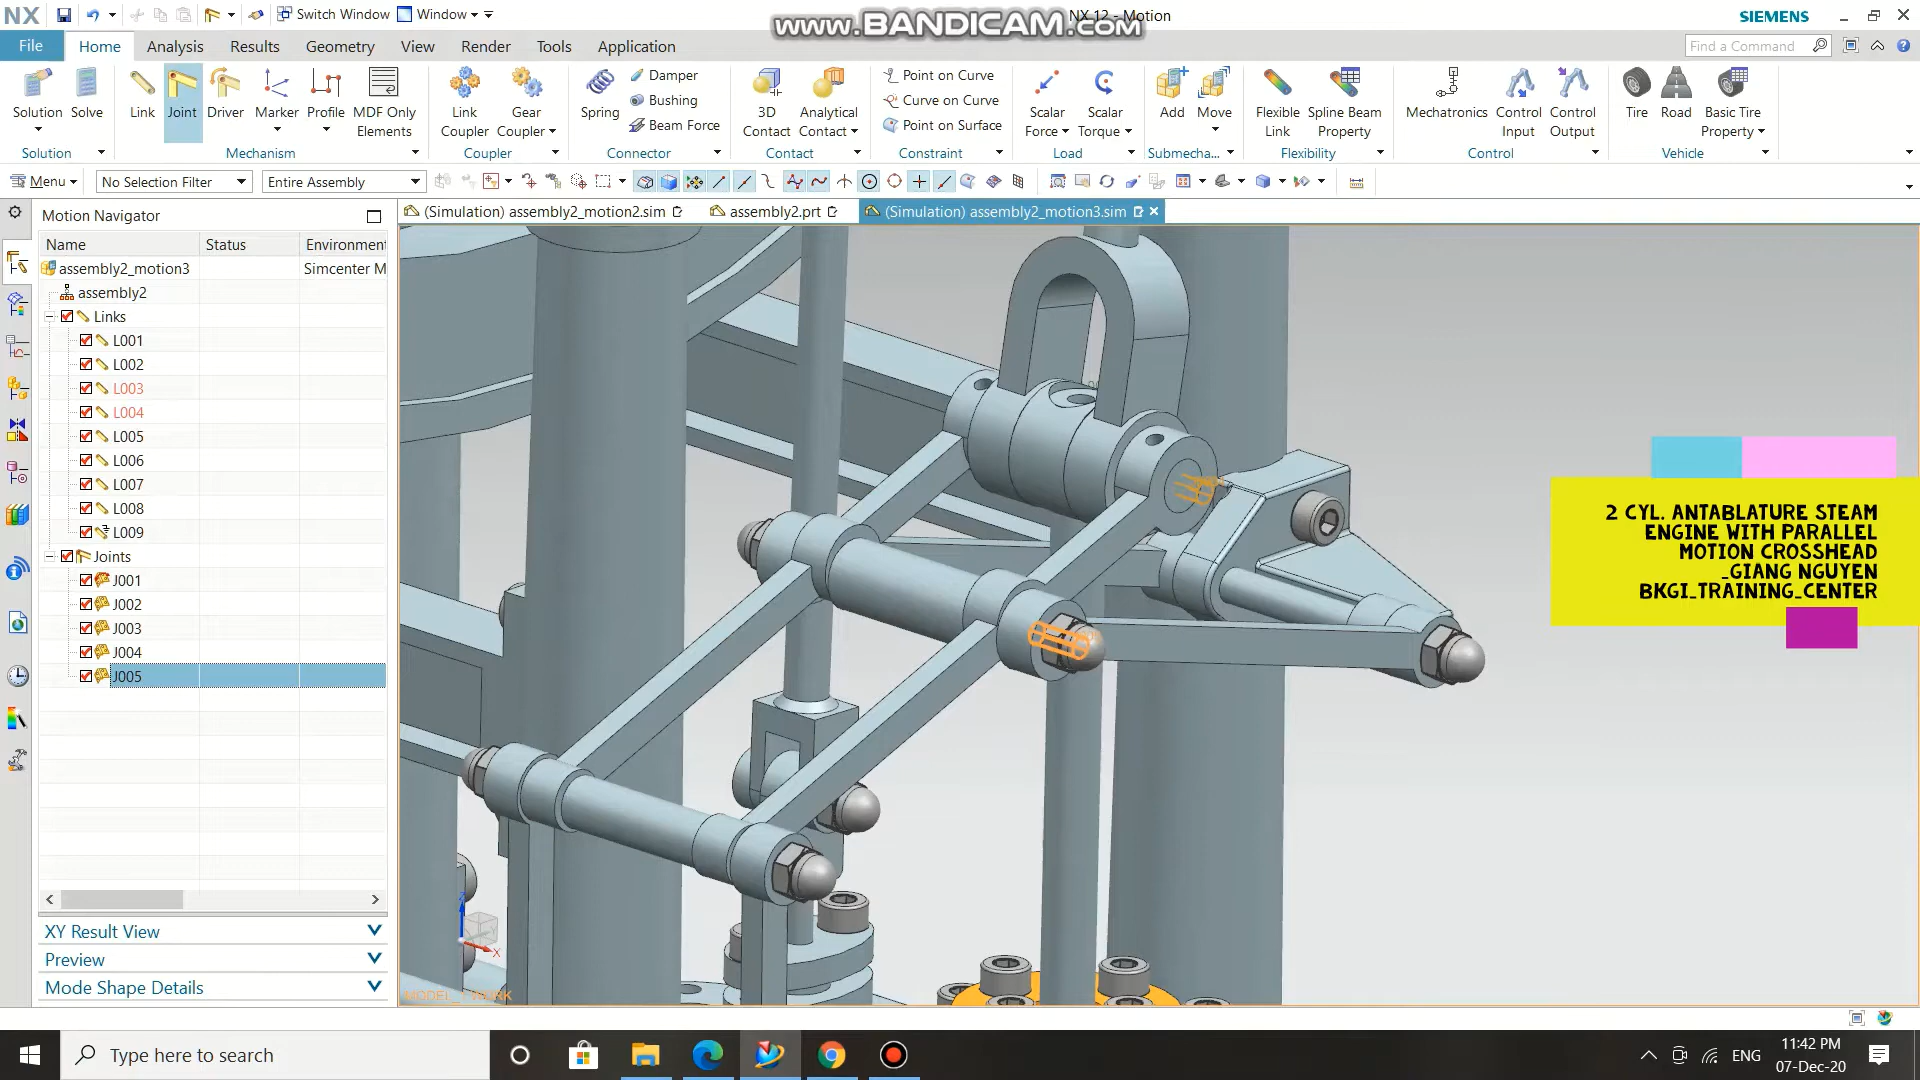 NX
Switch Window
Window
www.BANDICAM.com
NX 12 - Motion
SIEMENS
File
Home
Analysis
Results
Geometry
View
Render
Tools
Application
Find a Command
Solution
Solve
Link
Joint
Driver
Marker
Profile
MDF Only
Elements
Link
Coupler
Gear
Coupler
Spring
Damper
Bushing
Beam Force
3D
Contact
Analytical
Contact
Point on Curve
Curve on Curve
Point on Surface
Scalar
Force
Scalar
Torque
Add
Move
Flexible
Link
Spline Beam
Property
Mechatronics
Control
Input
Control
Output
Tire
Road
Basic Tire
Property
Solution
Mechanism
Coupler
Connector
Contact
Constraint
Load
Submecha...
Flexibility
Control
Vehicle
Menu
No Selection Filter
Entire Assembly
Motion Navigator
(Simulation) assembly2_motion2.sim
assembly2.prt
(Simulation) assembly2_motion3.sim
Name
Status
Environment
assembly2_motion3
Simcenter M
assembly2
Links
L001
L002
L003
L004
L005
L006
L007
L008
L009
Joints
J001
J002
J003
J004
J005
2 CYL. ANTABLATURE STEAM
ENGINE WITH PARALLEL
MOTION CROSSHEAD
_GIANG NGUYEN
BKGI_TRAINING_CENTER
Z
X
XY Result View
Preview
Mode Shape Details
Type here to search
ENG
11:42 PM
07-Dec-20